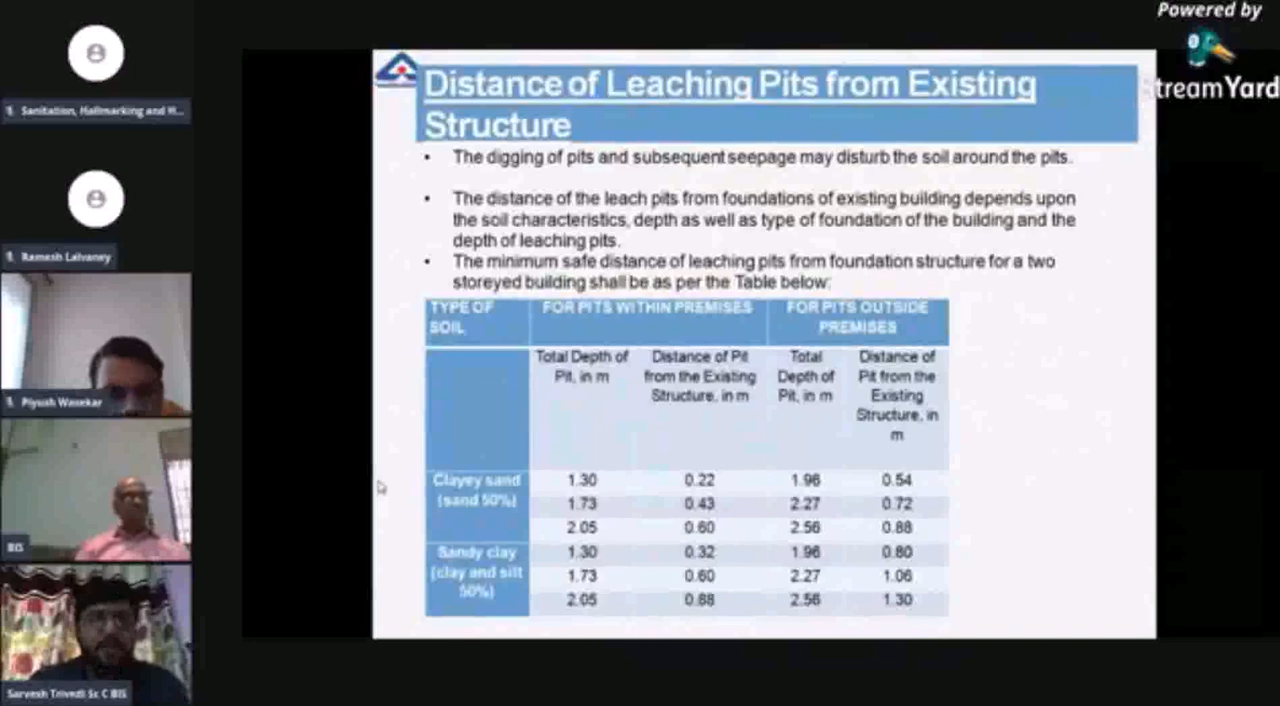 Powered by
StreamYard
Sanitation, Hallmarking and H...
Ramesh Lalvaney
Piyush Wasekar
BIS
Sarvesh Trivedi Sc C BIS
Distance of Leaching Pits from Existing
Structure
• The digging of pits and subsequent seepage may disturb the soil around the pits.
• The distance of the leach pits from foundations of existing building depends upon
the soil characteristics, depth as well as type of foundation of the building and the
depth of leaching pits.
• The minimum safe distance of leaching pits from foundation structure for a two
storeyed building shall be as per the Table below:
TYPE OF SOIL FOR PITS WITHIN PREMISES FOR PITS OUTSIDE PREMISES
Total Depth of Pit, in m Distance of Pit from the Existing Structure, in m Total Depth of Pit, in m Distance of Pit from the Existing Structure, in m
Clayey sand (sand 50%) 1.30 0.22 1.96 0.54
1.73 0.43 2.27 0.72
2.05 0.60 2.56 0.88
Sandy clay (clay and silt 50%) 1.30 0.32 1.96 0.80
1.73 0.60 2.27 1.06
2.05 0.88 2.56 1.30